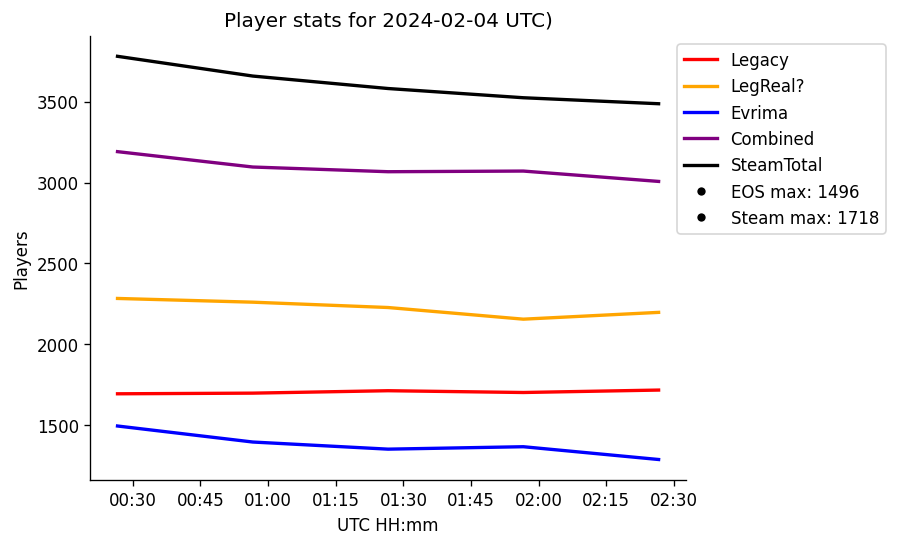 Player stats for 2024-02-04 UTC)
Legacy
LegReal?
Evrima
Combined
SteamTotal
EOS max: 1496
Steam max: 1718
Players
3500
3000
2500
2000
1500
00:30 00:45 01:00 01:15 01:30 01:45 02:00 02:15 02:30
UTC HH:mm